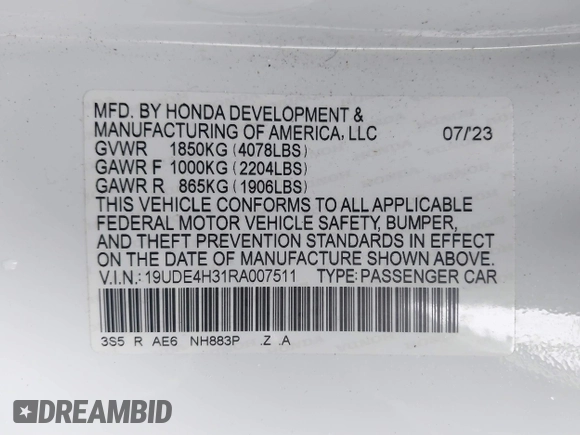 MFD. BY HONDA DEVELOPMENT &
MANUFACTURING OF AMERICA, LLC 07/'23
GVWR 1850KG (4078LBS)
GAWR F 1000KG (2204LBS)
GAWR R 865KG (1906LBS)
THIS VEHICLE CONFORMS TO ALL APPLICABLE
FEDERAL MOTOR VEHICLE SAFETY, BUMPER,
AND THEFT PREVENTION STANDARDS IN EFFECT
ON THE DATE OF MANUFACTURE SHOWN ABOVE.
V.I.N.: 19UDE4H31RA007511 TYPE: PASSENGER CAR
3S5 R AE6 NH883P .Z .A
DREAMBID